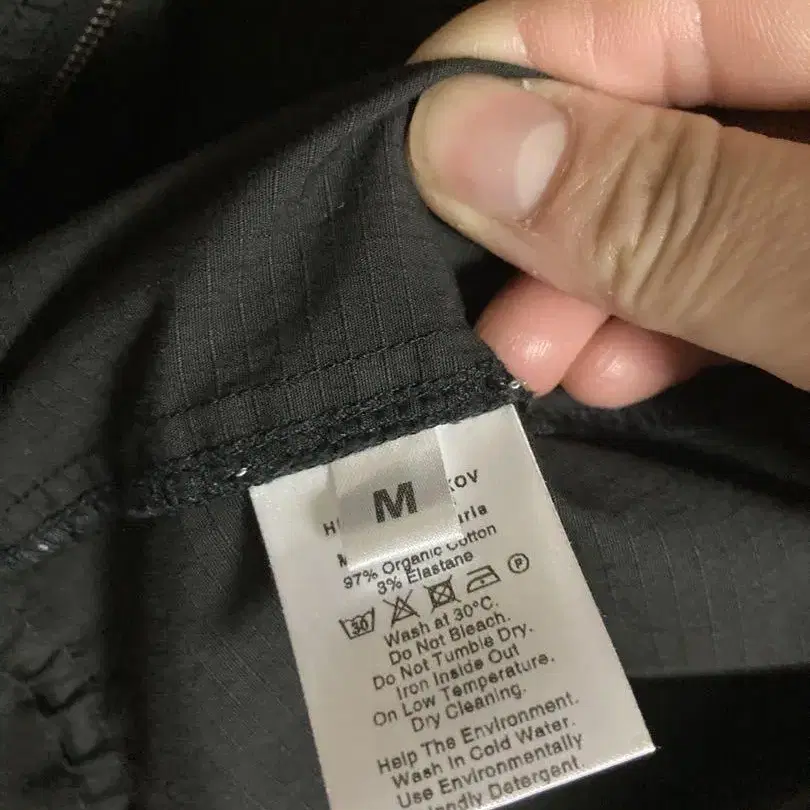 M
97% Organic Cotton
3% Elastane
30
P
Wash at 30°C.
Do Not Bleach.
Do Not Tumble Dry.
Iron Inside Out
On Low Temperature.
Dry Cleaning.
Help The Environment.
Wash In Cold Water.
Use Environmentally
Detergent.